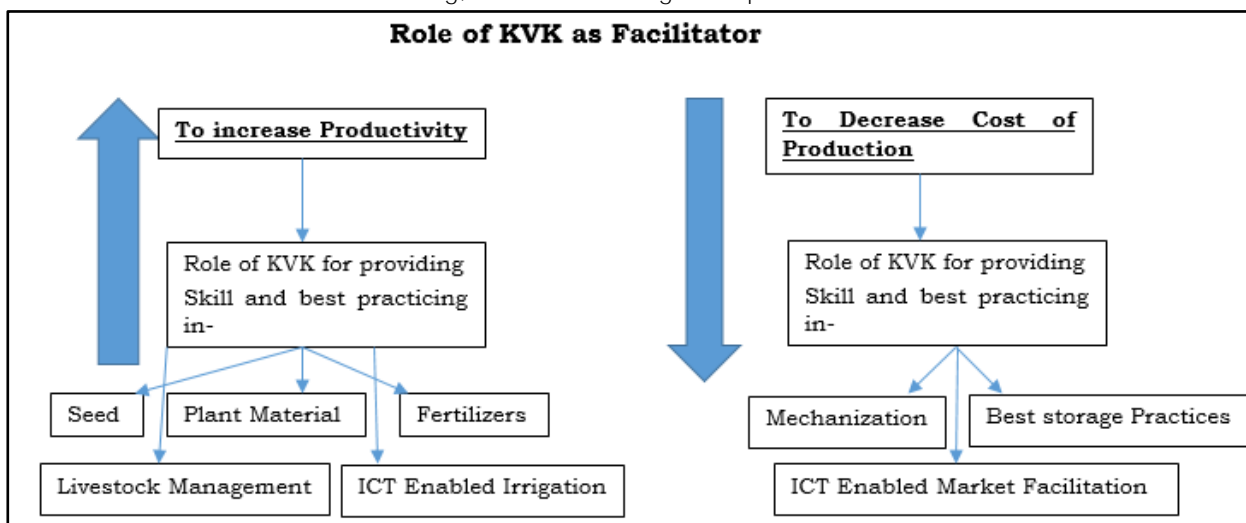 Role of KVK as Facilitator
To increase Productivity
Role of KVK for providing
Skill and best practicing
in-
Seed
Plant Material
Fertilizers
Livestock Management
ICT Enabled Irrigation
To Decrease Cost of
Production
Role of KVK for providing
Skill and best practicing
in-
Mechanization
Best storage Practices
ICT Enabled Market Facilitation